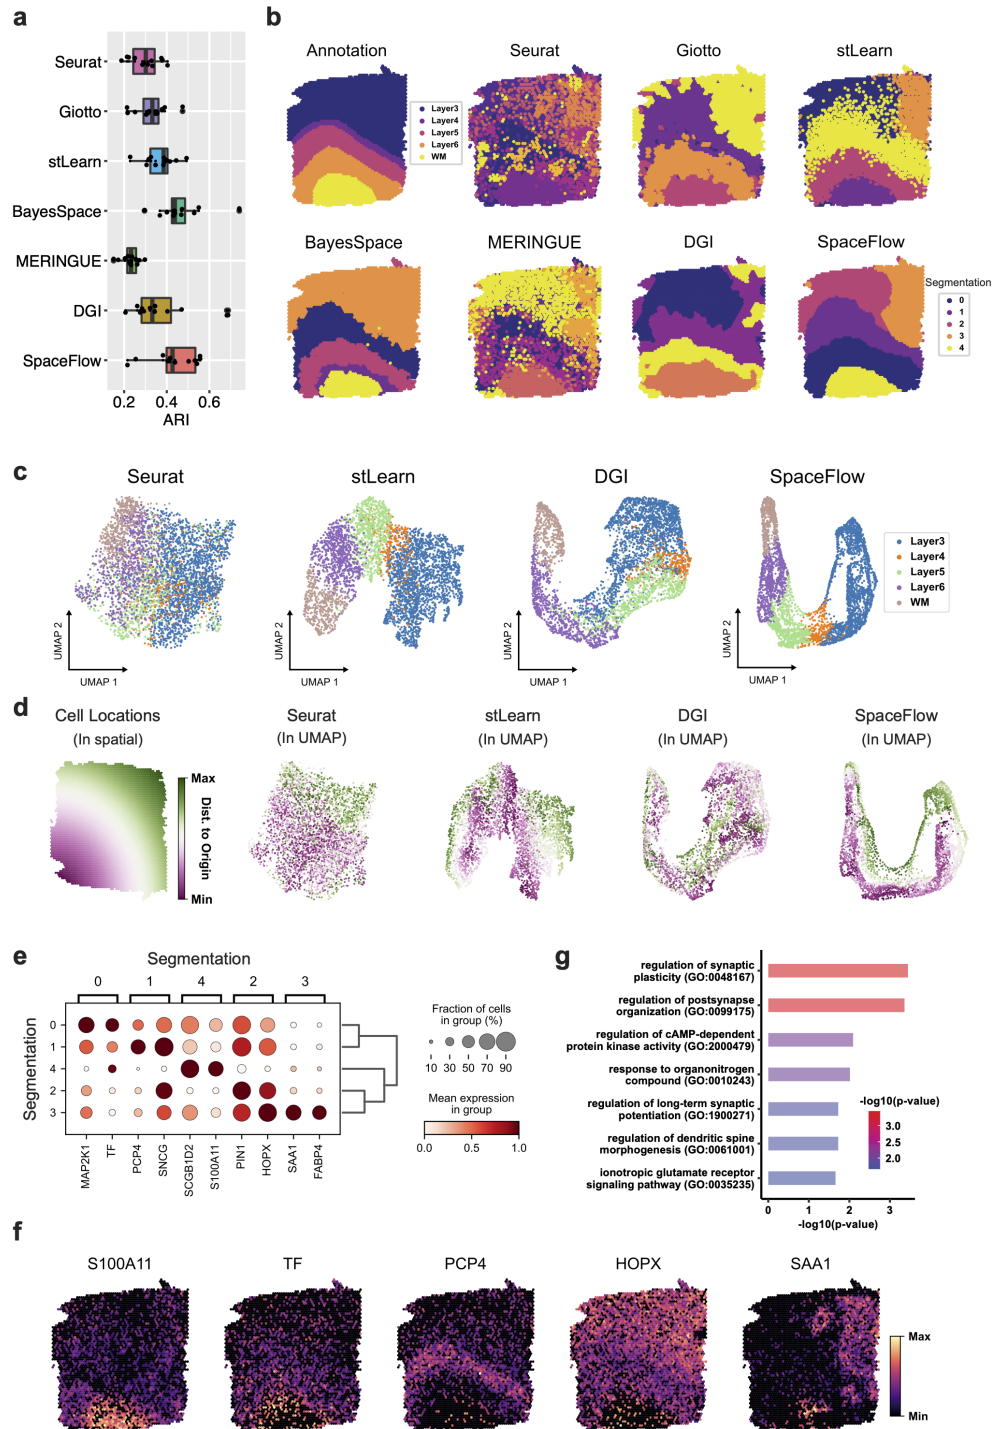 a
Seurat
Giotto
stLearn
BayesSpace
MERINGUE
DGI
SpaceFlow
0.2 0.4 0.6
ARI
b
Annotation
Seurat
Giotto
stLearn
Layer3
Layer4
Layer5
Layer6
WM
BayesSpace
MERINGUE
DGI
SpaceFlow
Segmentation
0
1
2
3
4
c
Seurat
stLearn
DGI
SpaceFlow
Layer3
Layer4
Layer5
Layer6
WM
UMAP 2
UMAP 1
UMAP 2
UMAP 1
UMAP 2
UMAP 1
UMAP 2
UMAP 1
d
Cell Locations
(In spatial)
Max
Dist. to Origin
Min
Seurat
(In UMAP)
stLearn
(In UMAP)
DGI
(In UMAP)
SpaceFlow
(In UMAP)
e
Segmentation
0 1 4 2 3
Segmentation
0
1
4
2
3
MAP2K1
TF
PCP4
SNCG
SCGB1D2
S100A11
PIN1
HOPX
SAA1
FABP4
Fraction of cells
in group (%)
10 30 50 70 90
Mean expression
in group
0.0 0.5 1.0
g
regulation of synaptic
plasticity (GO:0048167)
regulation of postsynapse
organization (GO:0099175)
regulation of cAMP-dependent
protein kinase activity (GO:2000479)
response to organonitrogen
compound (GO:0010243)
regulation of long-term synaptic
potentiation (GO:1900271)
regulation of dendritic spine
morphogenesis (GO:0061001)
ionotropic glutamate receptor
signaling pathway (GO:0035235)
-log10(p-value)
3.0
2.5
2.0
0 1 2 3
-log10(p-value)
f
S100A11
TF
PCP4
HOPX
SAA1
Max
Min